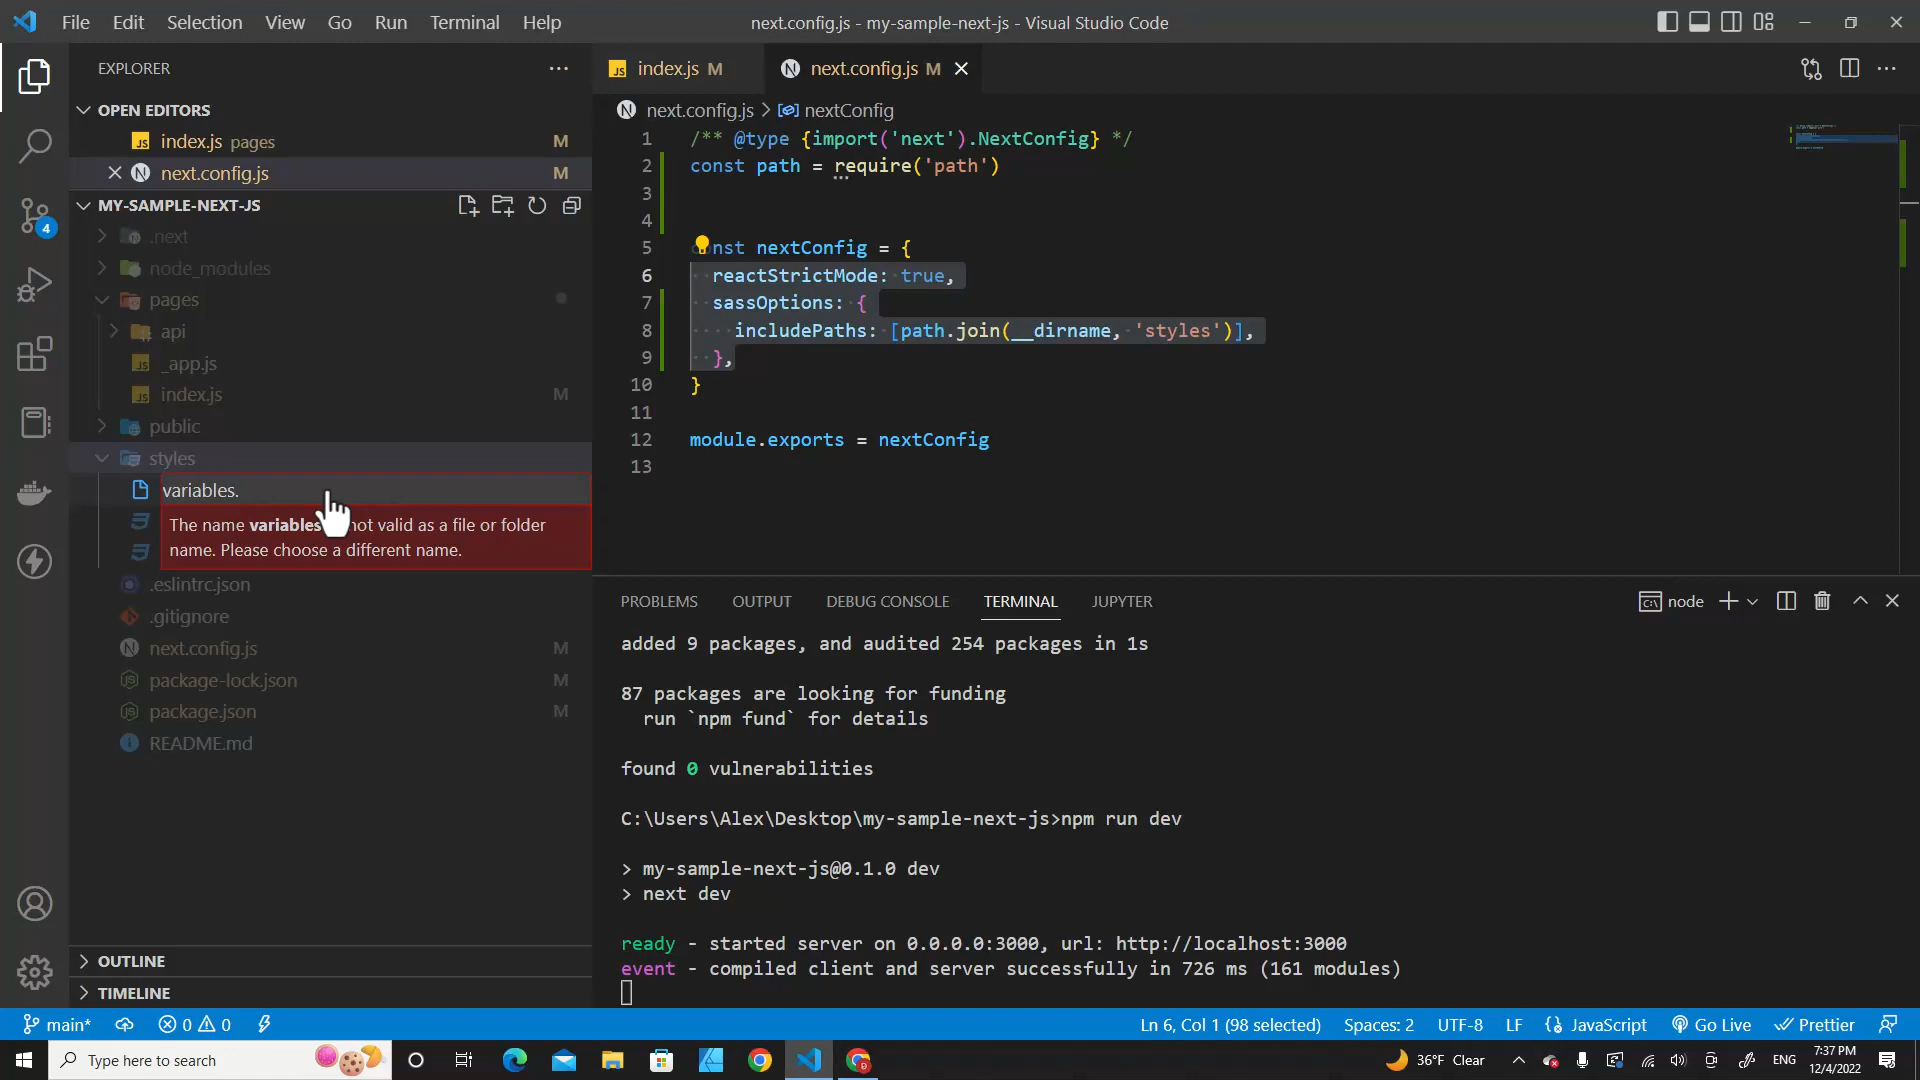 File Edit Selection View Go Run Terminal Help
next.config.js - my-sample-next-js - Visual Studio Code
EXPLORER
OPEN EDITORS
index.js pages M
next.config.js M
MY-SAMPLE-NEXT-JS
.next
node_modules
pages
api
_app.js
index.js M
public
styles
variables.
The name variables not valid as a file or folder
name. Please choose a different name.
.eslintrc.json
.gitignore
next.config.js M
package-lock.json M
package.json M
README.md
OUTLINE
TIMELINE
4
index.js M
next.config.js M
next.config.js > nextConfig
1 /** @type {import('next').NextConfig} */
2 const path = require('path')
3
4
5 nst nextConfig = {
6 reactStrictMode: true,
7 sassOptions: {
8 includePaths: [path.join(__dirname, 'styles')],
9 },
10 }
11
12 module.exports = nextConfig
13
PROBLEMS OUTPUT DEBUG CONSOLE TERMINAL JUPYTER
node
added 9 packages, and audited 254 packages in 1s
87 packages are looking for funding
run `npm fund` for details
found 0 vulnerabilities
C:\Users\Alex\Desktop\my-sample-next-js>npm run dev
> my-sample-next-js@0.1.0 dev
> next dev
ready - started server on 0.0.0.0:3000, url: http://localhost:3000
event - compiled client and server successfully in 726 ms (161 modules)
main* 0 0
Ln 6, Col 1 (98 selected) Spaces: 2 UTF-8 LF JavaScript Go Live Prettier
Type here to search
36°F Clear
ENG
7:37 PM
12/4/2022